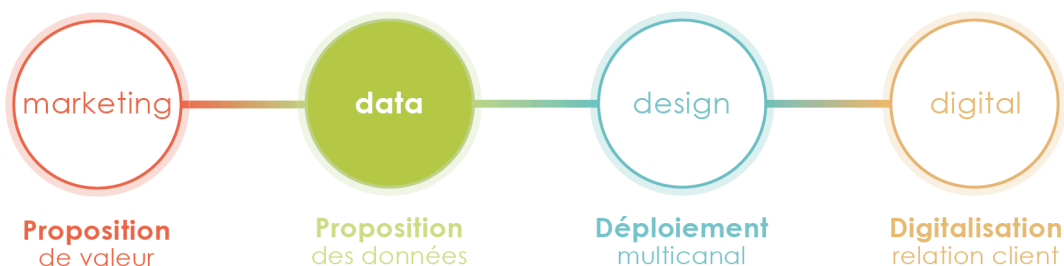 marketing
data
design
digital
Proposition
de valeur
Proposition
des données
Déploiement
multicanal
Digitalisation
relation client